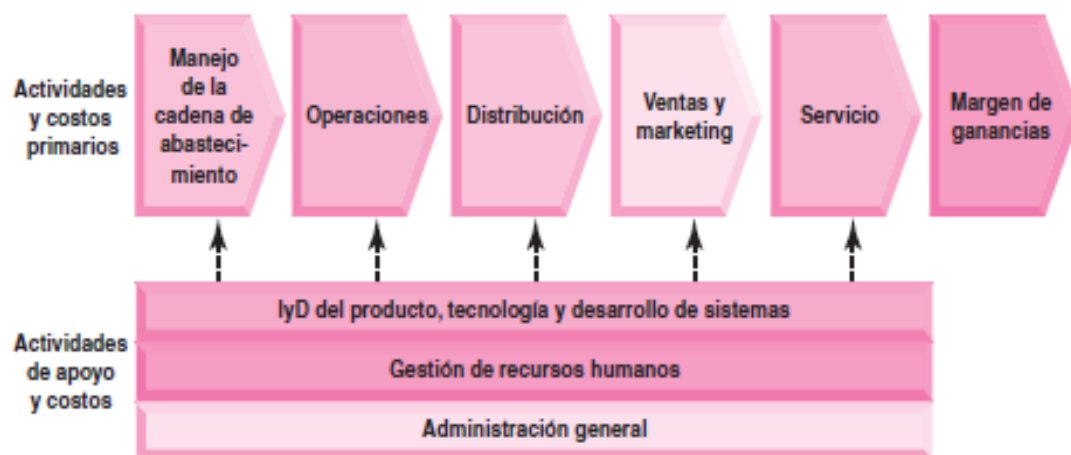 Actividades
y costos
primarios
Manejo
de la
cadena de
abasteci-
miento
Operaciones
Distribución
Ventas y
marketing
Servicio
Margen de
ganancias
Actividades
de apoyo
y costos
IyD del producto, tecnología y desarrollo de sistemas
Gestión de recursos humanos
Administración general